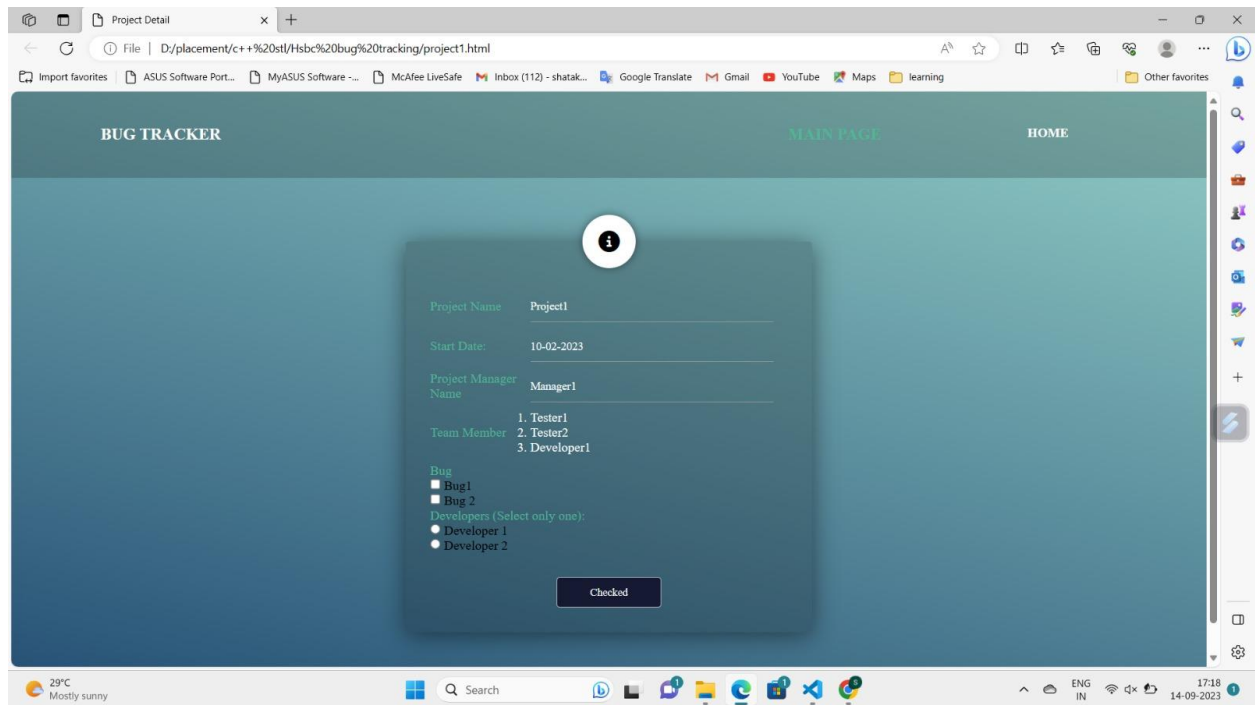 Project Detail
File | D:/placement/c++%20stl/Hsbc%20bug%20tracking/project1.html
Import favorites ASUS Software Port... MyASUS Software -... McAfee LiveSafe Inbox (112) - shatak... Google Translate Gmail YouTube Maps learning Other favorites
BUG TRACKER MAIN PAGE HOME
Project Name Project1
Start Date: 10-02-2023
Project Manager
Name
Manager1
1. Tester1
Team Member 2. Tester2
3. Developer1
Bug
Bug1
Bug 2
Developers (Select only one):
Developer 1
Developer 2
Checked
29°C
Mostly sunny
Search
ENG
IN
17:18
14-09-2023